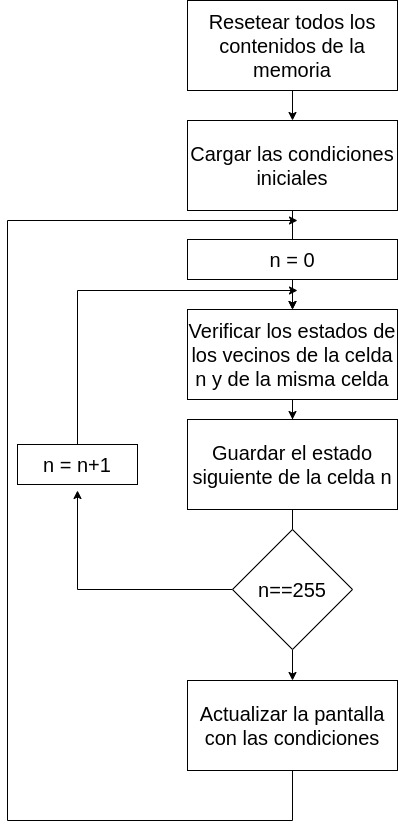 Resetear todos los
contenidos de la
memoria
Cargar las condiciones
iniciales
n = 0
Verificar los estados de
los vecinos de la celda
n y de la misma celda
Guardar el estado
siguiente de la celda n
n = n+1
n==255
Actualizar la pantalla
con las condiciones